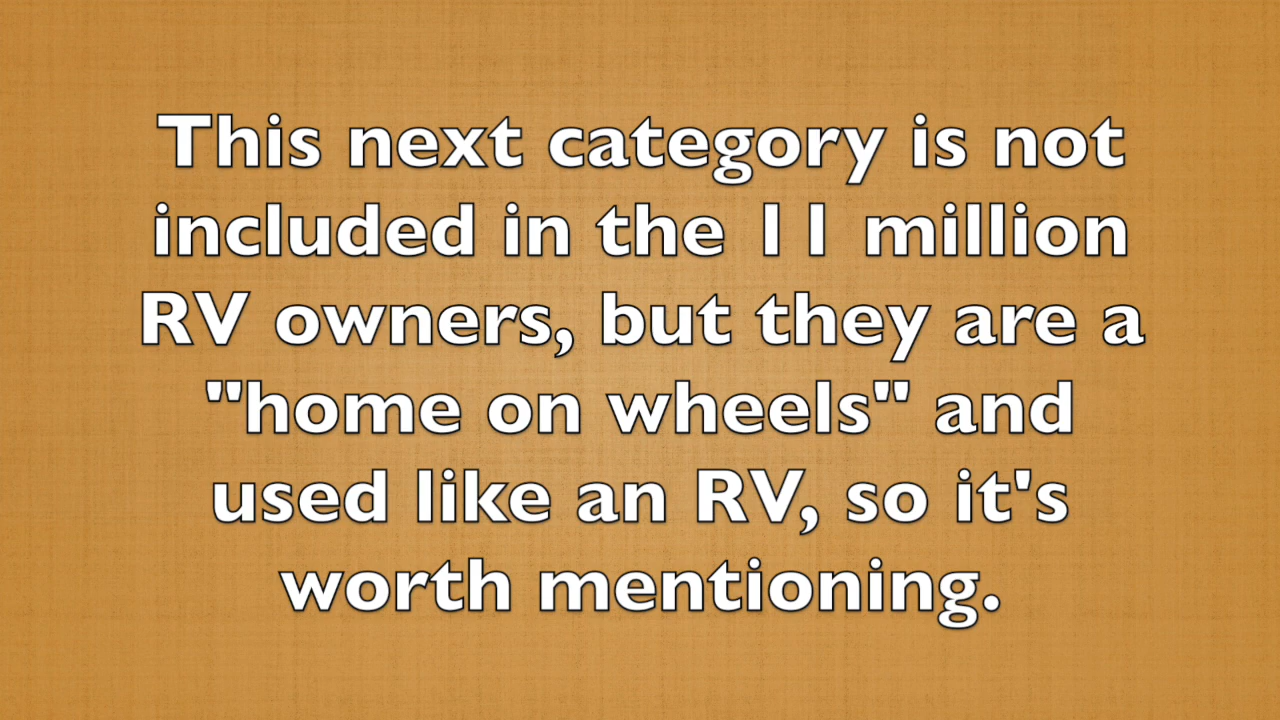 This next category is not
included in the 11 million
RV owners, but they are a
"home on wheels" and
used like an RV, so it's
worth mentioning.